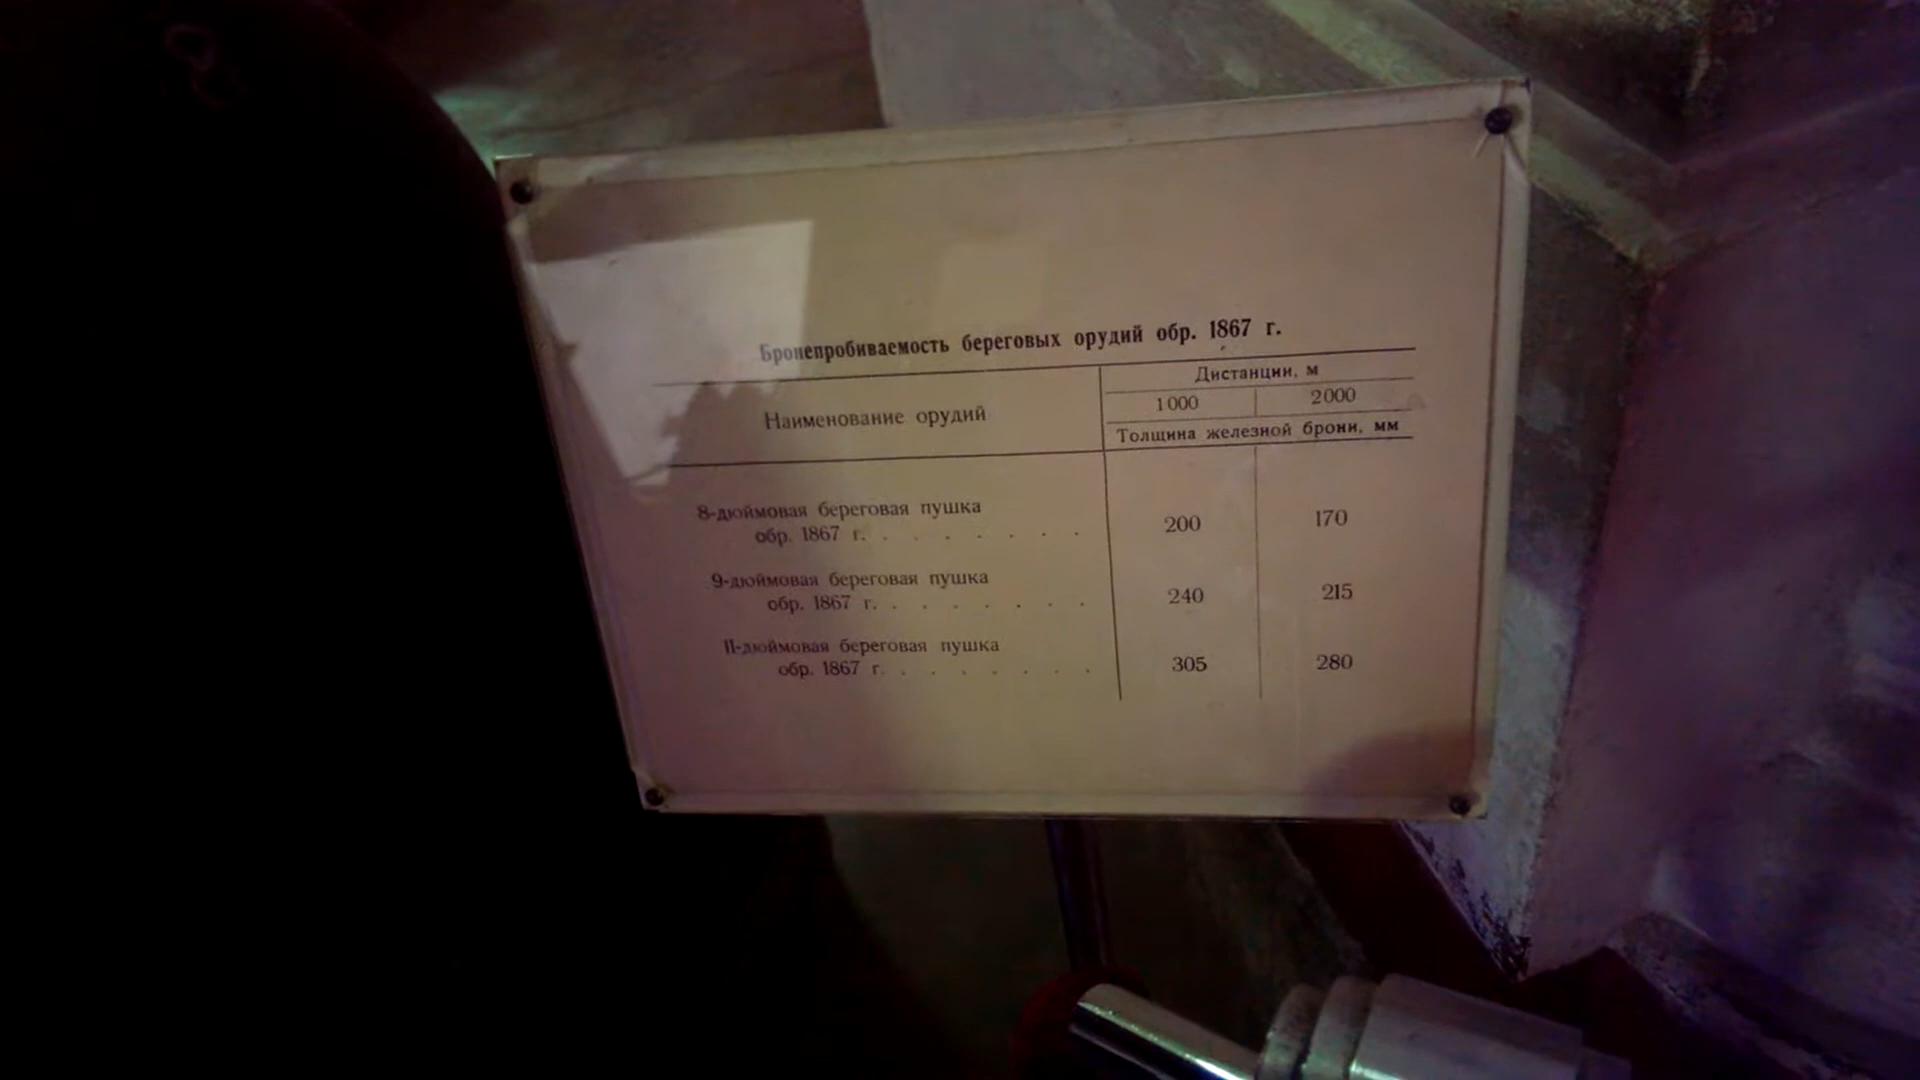 Бронепробиваемость береговых орудий обр. 1867 г.
Наименование орудий
Дистанции, м
1000 2000
Толщина железной брони, мм
8-дюймовая береговая пушка
обр. 1867 г. . . . . . . . 200 170
9-дюймовая береговая пушка
обр. 1867 г. . . . . . . . 240 215
11-дюймовая береговая пушка
обр. 1867 г. . . . . . . . 305 280